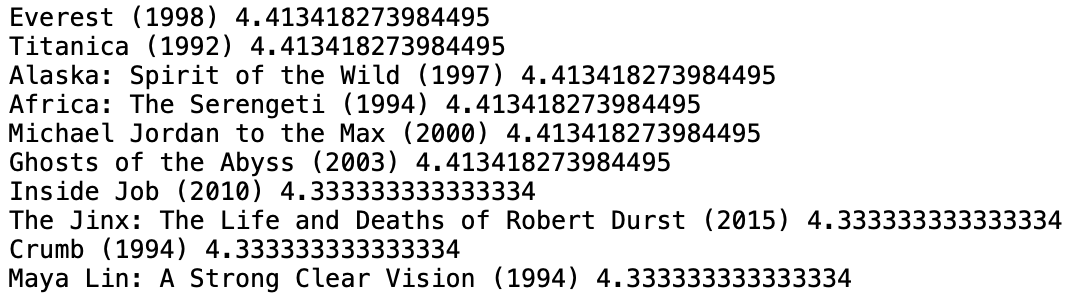 Everest (1998) 4.413418273984495
Titanica (1992) 4.413418273984495
Alaska: Spirit of the Wild (1997) 4.413418273984495
Africa: The Serengeti (1994) 4.413418273984495
Michael Jordan to the Max (2000) 4.413418273984495
Ghosts of the Abyss (2003) 4.413418273984495
Inside Job (2010) 4.333333333333334
The Jinx: The Life and Deaths of Robert Durst (2015) 4.333333333333334
Crumb (1994) 4.333333333333334
Maya Lin: A Strong Clear Vision (1994) 4.333333333333334